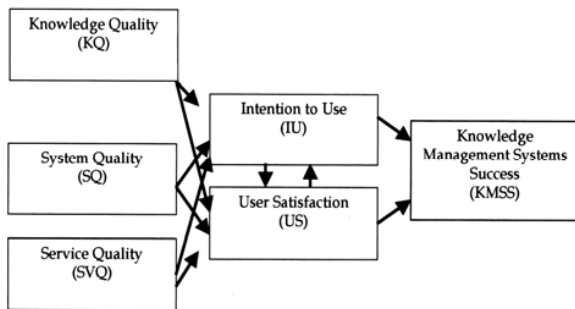 Knowledge Quality
(KQ)
System Quality
(SQ)
Service Quality
(SVQ)
Intention to Use
(IU)
User Satisfaction
(US)
Knowledge
Management Systems
Success
(KMSS)